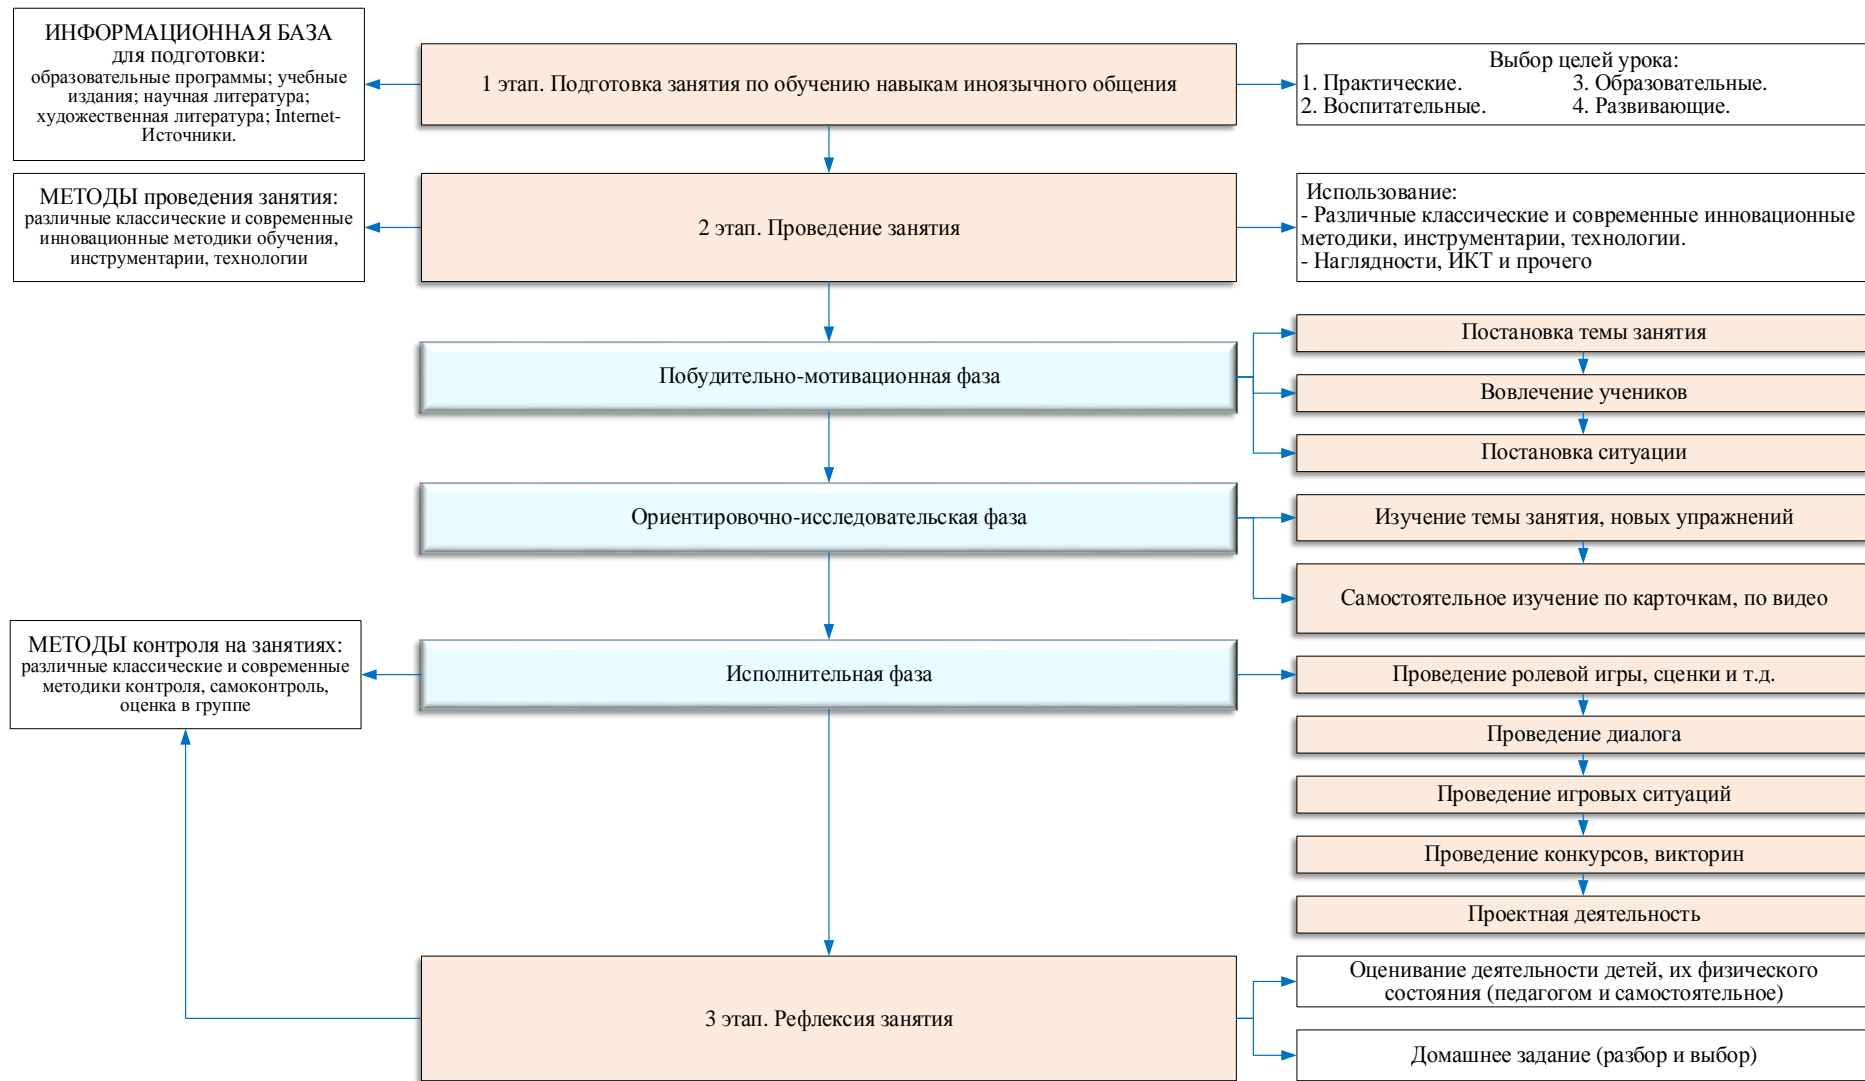 ИНФОРМАЦИОННАЯ БАЗА
для подготовки:
образовательные программы; учебные
издания; научная литература;
художественная литература; Internet-
Источники.
1 этап. Подготовка занятия по обучению навыкам иноязычного общения
Выбор целей урока:
1. Практические. 3. Образовательные.
2. Воспитательные. 4. Развивающие.
МЕТОДЫ проведения занятия:
различные классические и современные
инновационные методики обучения,
инструментарии, технологии
2 этап. Проведение занятия
Использование:
- Различные классические и современные инновационные
методики, инструментарии, технологии.
- Наглядности, ИКТ и прочего
Побудительно-мотивационная фаза
Постановка темы занятия
Вовлечение учеников
Постановка ситуации
Ориентировочно-исследовательская фаза
Изучение темы занятия, новых упражнений
Самостоятельное изучение по карточкам, по видео
МЕТОДЫ контроля на занятиях:
различные классические и современные
методики контроля, самоконтроль,
оценка в группе
Исполнительная фаза
Проведение ролевой игры, сценки и т.д.
Проведение диалога
Проведение игровых ситуаций
Проведение конкурсов, викторин
Проектная деятельность
3 этап. Рефлексия занятия
Оценивание деятельности детей, их физического
состояния (педагогом и самостоятельное)
Домашнее задание (разбор и выбор)